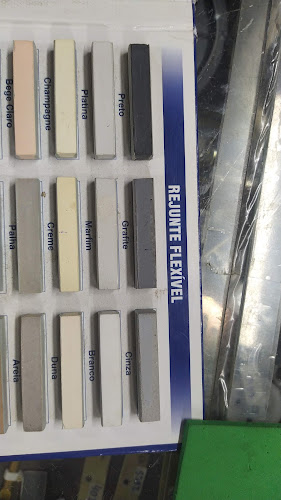 REJUNTE FLEXÍVEL
Preto
Platina
Champagne
Bege Claro
Grafite
Marfim
Creme
Palha
Cinza
Branco
Duna
Areia